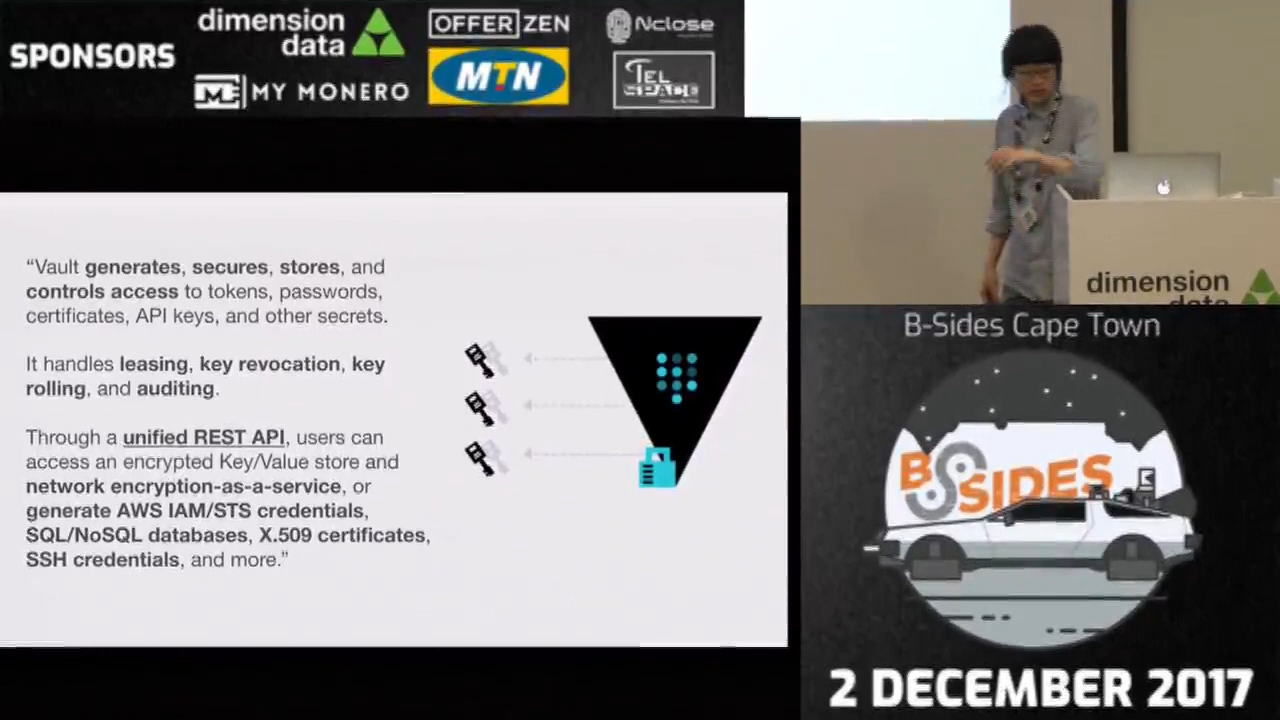 SPONSORS
dimension
data
OFFERZEN
Nclose
MY MONERO
MTN
TEL
SPACE
"Vault generates, secures, stores, and
controls access to tokens, passwords,
certificates, API keys, and other secrets.
It handles leasing, key revocation, key
rolling, and auditing.
Through a unified REST API, users can
access an encrypted Key/Value store and
network encryption-as-a-service, or
generate AWS IAM/STS credentials,
SQL/NoSQL databases, X.509 certificates,
SSH credentials, and more."
dimension
data
B-Sides Cape Town
BSIDES
2 DECEMBER 2017